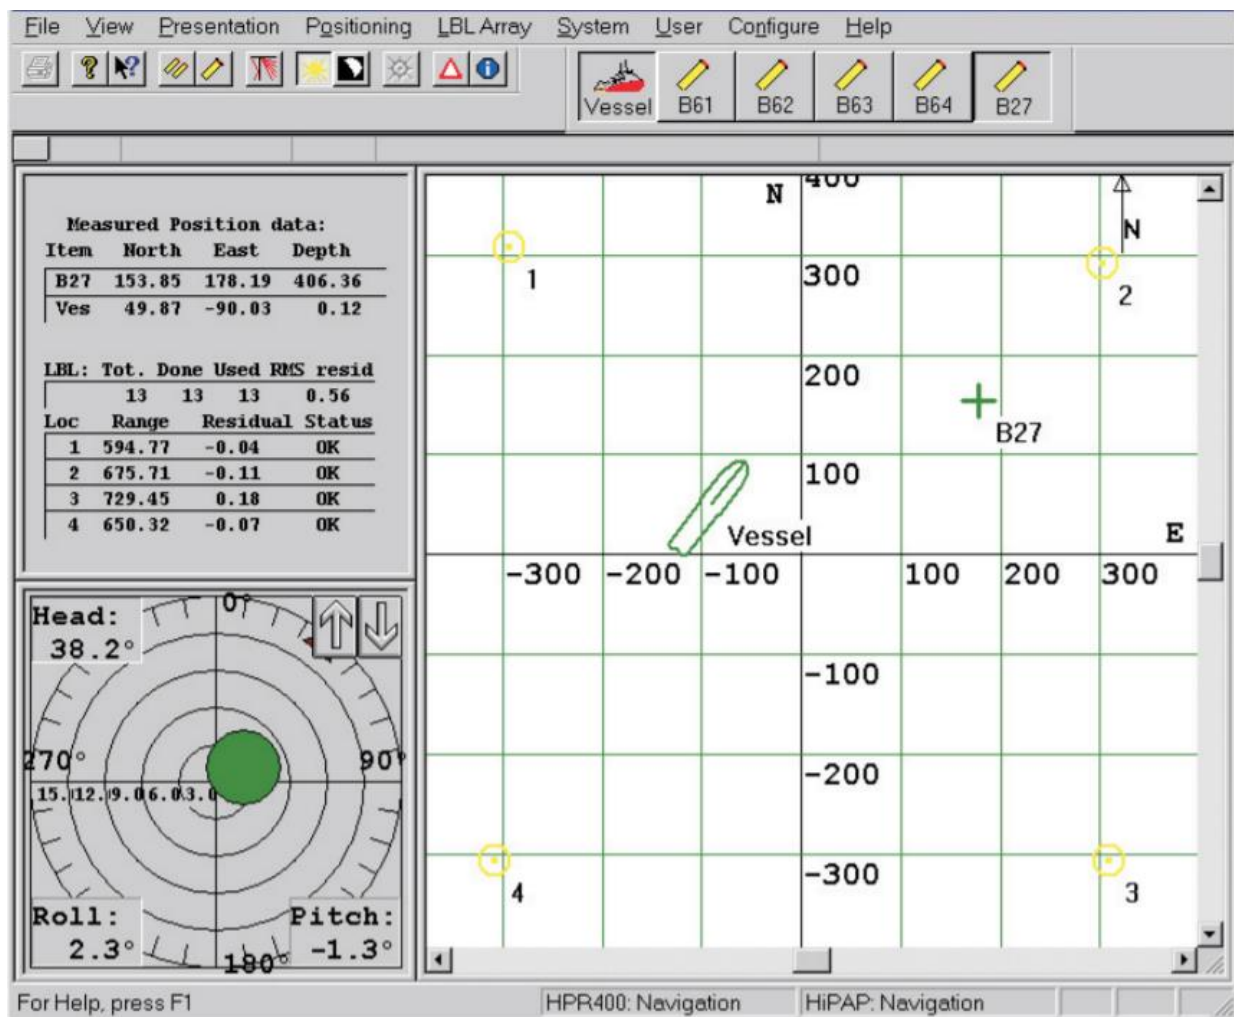 File View Presentation Positioning LBL Array System User Configure Help
Vessel B61 B62 B63 B64 B27
Measured Position data:
Item North East Depth
B27 153.85 178.19 406.36
Ves 49.87 -90.03 0.12
LBL: Tot. Done Used RMS resid
13 13 13 0.56
Loc Range Residual Status
1 594.77 -0.04 OK
2 675.71 -0.11 OK
3 729.45 0.18 OK
4 650.32 -0.07 OK
Head:
38.2°
0°
270° 90°
15.0 12.0 9.0 6.0 3.0
Roll: Pitch:
2.3° 180° -1.3°
N 400
N
1 300 2
200
B27
100
Vessel E
-300 -200 -100 100 200 300
-100
-200
-300
4 3
For Help, press F1 HPR400: Navigation HiPAP: Navigation